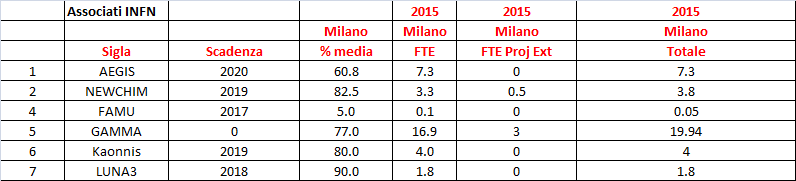 Associati INFN 2015 2015 2015
Milano Milano Milano Milano
Sigla Scadenza % media FTE FTE Proj Ext Totale
1 AEGIS 2020 60.8 7.3 0 7.3
2 NEWCHIM 2019 82.5 3.3 0.5 3.8
4 FAMU 2017 5.0 0.1 0 0.05
5 GAMMA 0 77.0 16.9 3 19.94
6 Kaonnis 2019 80.0 4.0 0 4
7 LUNA3 2018 90.0 1.8 0 1.8